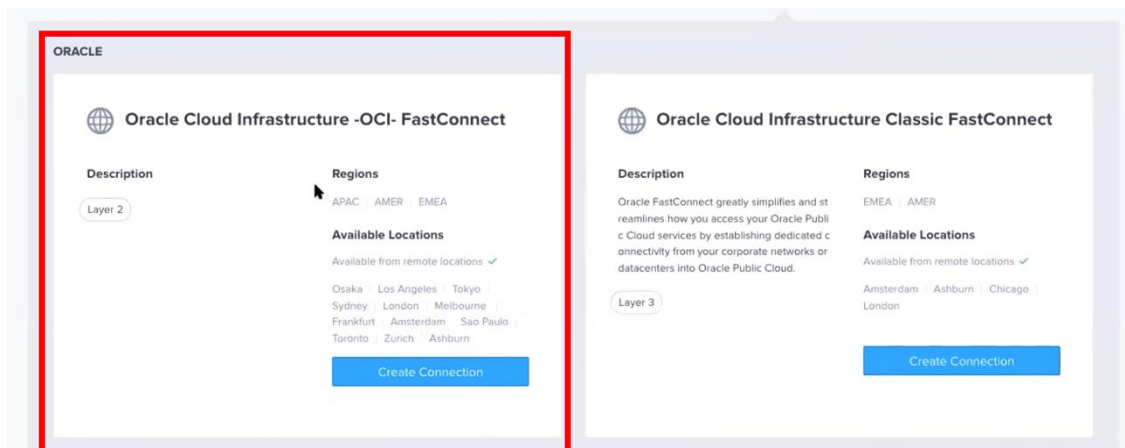 ORACLE
Oracle Cloud Infrastructure -OCI- FastConnect
Description
Layer 2
Regions
APAC | AMER | EMEA
Available Locations
Available from remote locations ✓
Osaka | Los Angeles | Tokyo |
Sydney | London | Melbourne |
Frankfurt | Amsterdam | Sao Paulo |
Toronto | Zurich | Ashburn
Create Connection
Oracle Cloud Infrastructure Classic FastConnect
Description
Oracle FastConnect greatly simplifies and st
reamlines how you access your Oracle Publi
c Cloud services by establishing dedicated c
onnectivity from your corporate networks or
datacenters into Oracle Public Cloud.
Layer 3
Regions
EMEA | AMER
Available Locations
Available from remote locations ✓
Amsterdam | Ashburn | Chicago |
London
Create Connection